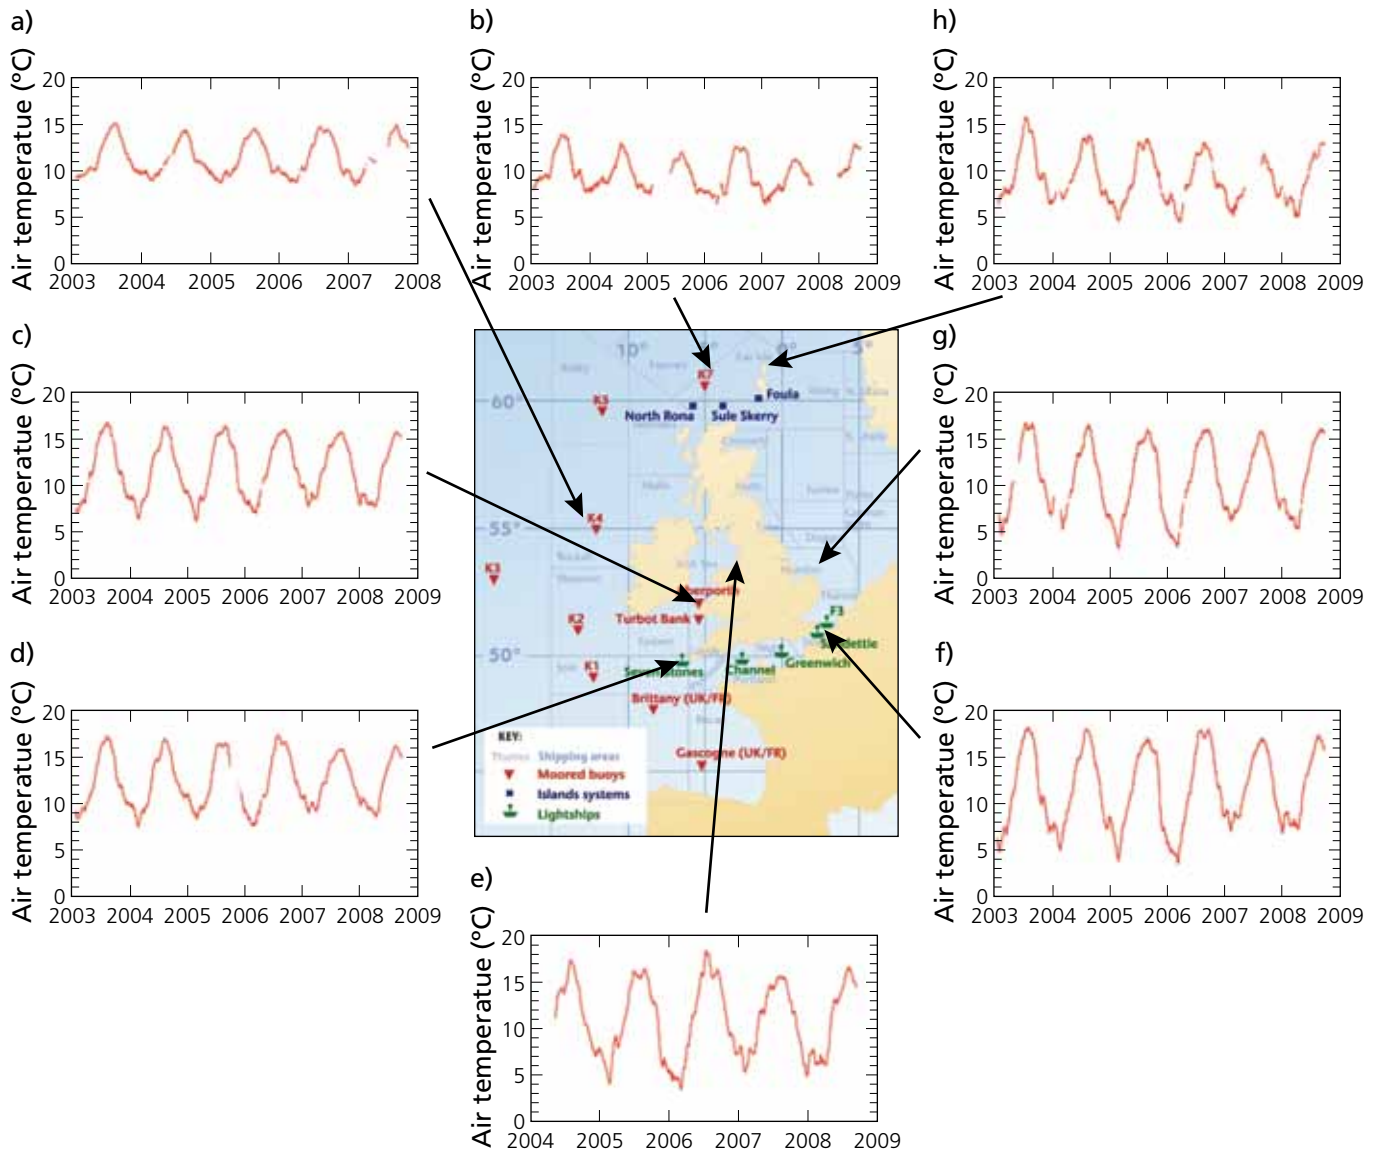 a)
Air temperatue (°C)
20
15
10
5
0
2003 2004 2005 2006 2007 2008
b)
Air temperatue (°C)
20
15
10
5
0
2003 2004 2005 2006 2007 2008 2009
h)
Air temperatue (°C)
20
15
10
5
0
2003 2004 2005 2006 2007 2008 2009
c)
Air temperatue (°C)
20
15
10
5
0
2003 2004 2005 2006 2007 2008 2009
10° 0° 5°
K7
60°
K5
Foula
North Rona Sule Skerry
K4
55°
K3
Turbot Bank
K2
F3
50°
K1
Greenwich
Channel
Brittany (UK/FR)
Gascogne (UK/FR)
KEY:
Thames Shipping areas
Moored buoys
Islands systems
Lightships
g)
Air temperatue (°C)
20
15
10
5
0
2003 2004 2005 2006 2007 2008 2009
d)
Air temperatue (°C)
20
15
10
5
0
2003 2004 2005 2006 2007 2008 2009
f)
Air temperatue (°C)
20
15
10
5
0
2003 2004 2005 2006 2007 2008 2009
e)
Air temperatue (°C)
20
15
10
5
0
2004 2005 2006 2007 2008 2009